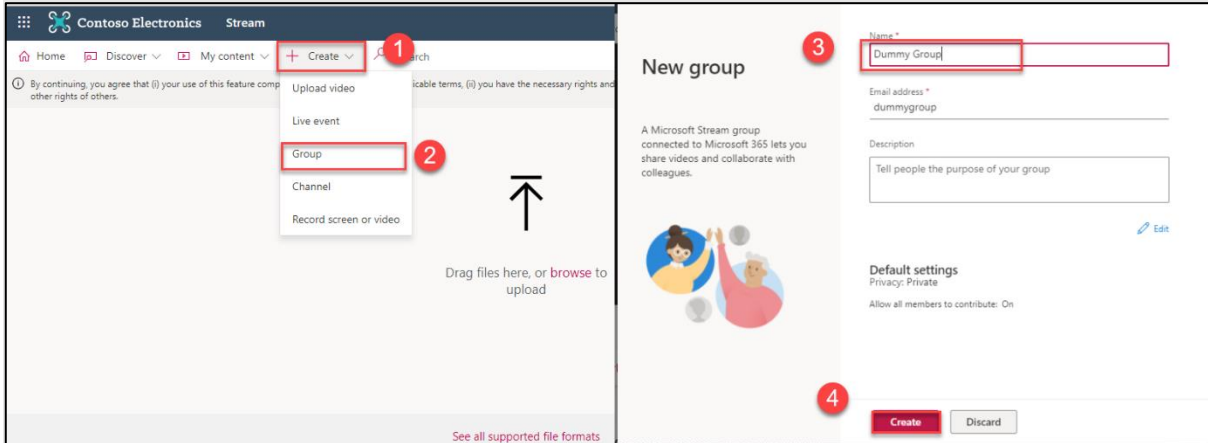 Contoso Electronics Stream
Home Discover My content + Create rch
1
By continuing, you agree that (i) your use of this feature comp icable terms, (ii) you have the necessary rights and
other rights of others.
Upload video
Live event
Group
2
Channel
Record screen or video
Drag files here, or browse to
upload
See all supported file formats
New group
A Microsoft Stream group
connected to Microsoft 365 lets you
share videos and collaborate with
colleagues.
3
Name *
Dummy Group
Email address *
dummygroup
Description
Tell people the purpose of your group
Edit
Default settings
Privacy: Private
Allow all members to contribute: On
4
Create Discard